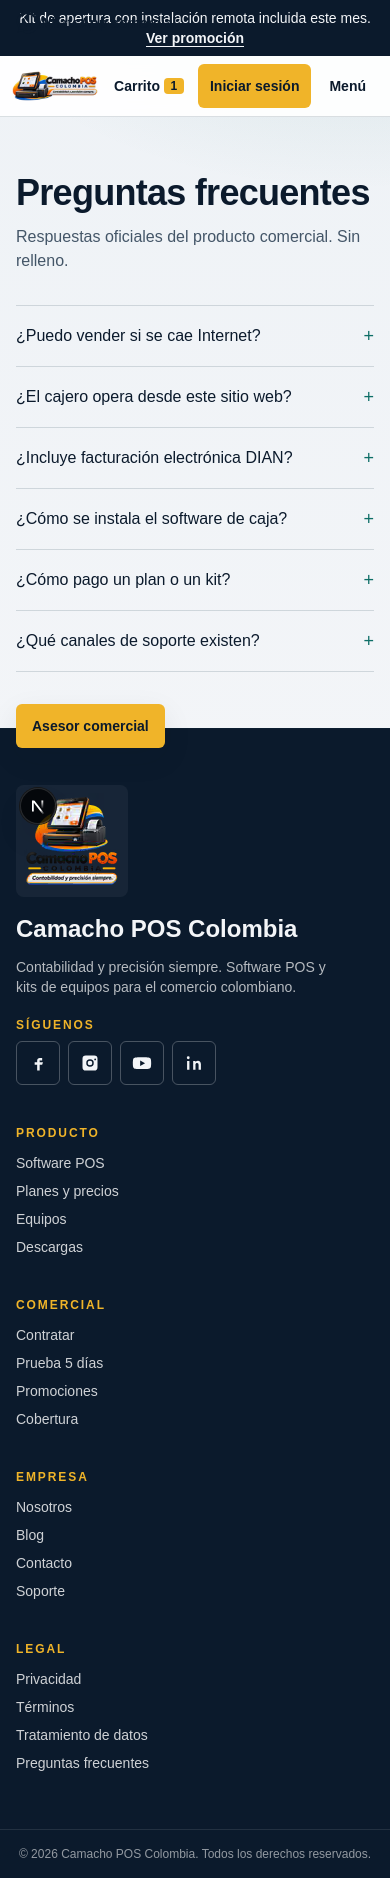 Kit de apertura con instalación remota incluida este mes.
Ver promoción
CamachoPOS
COLOMBIA
Carrito 1
Iniciar sesión
Menú
Preguntas frecuentes
Respuestas oficiales del producto comercial. Sin
relleno.
¿Puedo vender si se cae Internet? +
¿El cajero opera desde este sitio web? +
¿Incluye facturación electrónica DIAN? +
¿Cómo se instala el software de caja? +
¿Cómo pago un plan o un kit? +
¿Qué canales de soporte existen? +
Asesor comercial
N
CamachoPOS
COLOMBIA
Contabilidad y precisión siempre.
Camacho POS Colombia
Contabilidad y precisión siempre. Software POS y
kits de equipos para el comercio colombiano.
SÍGUENOS
PRODUCTO
Software POS
Planes y precios
Equipos
Descargas
COMERCIAL
Contratar
Prueba 5 días
Promociones
Cobertura
EMPRESA
Nosotros
Blog
Contacto
Soporte
LEGAL
Privacidad
Términos
Tratamiento de datos
Preguntas frecuentes
© 2026 Camacho POS Colombia. Todos los derechos reservados.